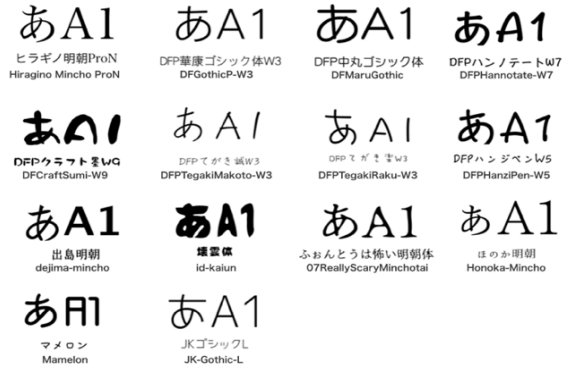 あA1 あA1 あA1 あA1
ヒラギノ明朝ProN DFP華康ゴシック体W3 DFP中丸ゴシック体 DFPハンノテートW7
Hiragino Mincho ProN DFGothicP-W3 DFMaruGothic DFPHannotate-W7
あA1 あA1 あA1 あA1
DFPクラフト墨W9 DFPてがき誠W3 DFPてがき楽W3 DFPハンジペンW5
DFCraftSumi-W9 DFPTegakiMakoto-W3 DFPTegakiRaku-W3 DFPHanziPen-W5
あA1 あA1 あA1 あA1
出島明朝 懐雲体 ふぉんとうは怖い明朝体 ほのか明朝
dejima-mincho id-kaiun 07ReallyScaryMinchotai Honoka-Mincho
あA1 あA1
マメロン JKゴシックL
Mamelon JK-Gothic-L